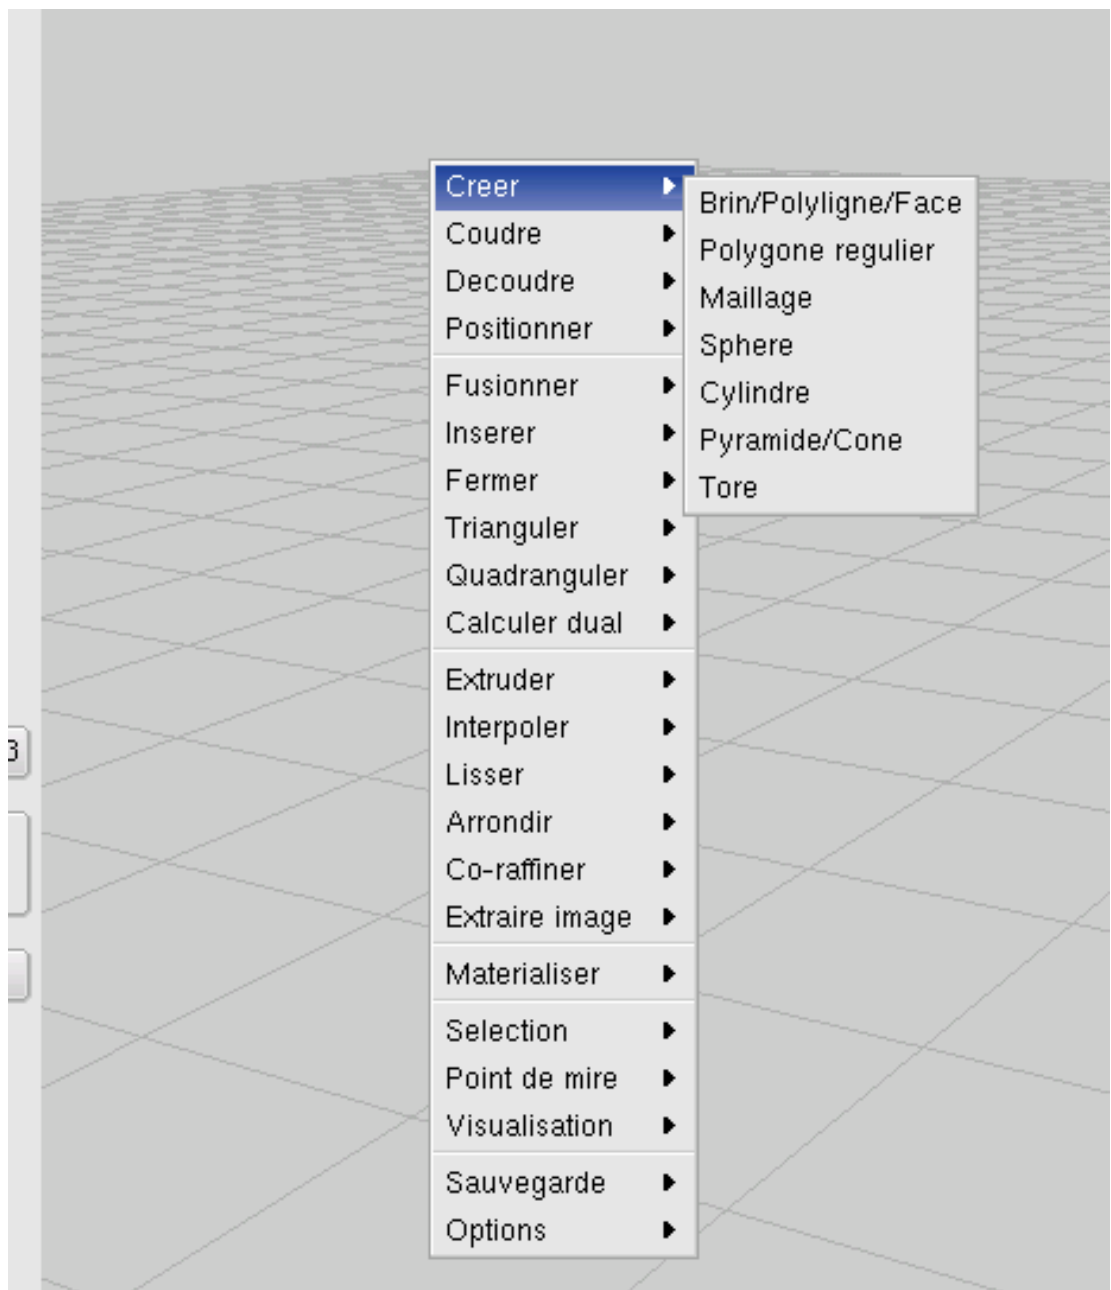 Creer
Coudre
Decoudre
Positionner
Fusionner
Inserer
Fermer
Trianguler
Quadranguler
Calculer dual
Extruder
Interpoler
Lisser
Arrondir
Co-raffiner
Extraire image
Materialiser
Selection
Point de mire
Visualisation
Sauvegarde
Options
Brin/Polyligne/Face
Polygone regulier
Maillage
Sphere
Cylindre
Pyramide/Cone
Tore
3